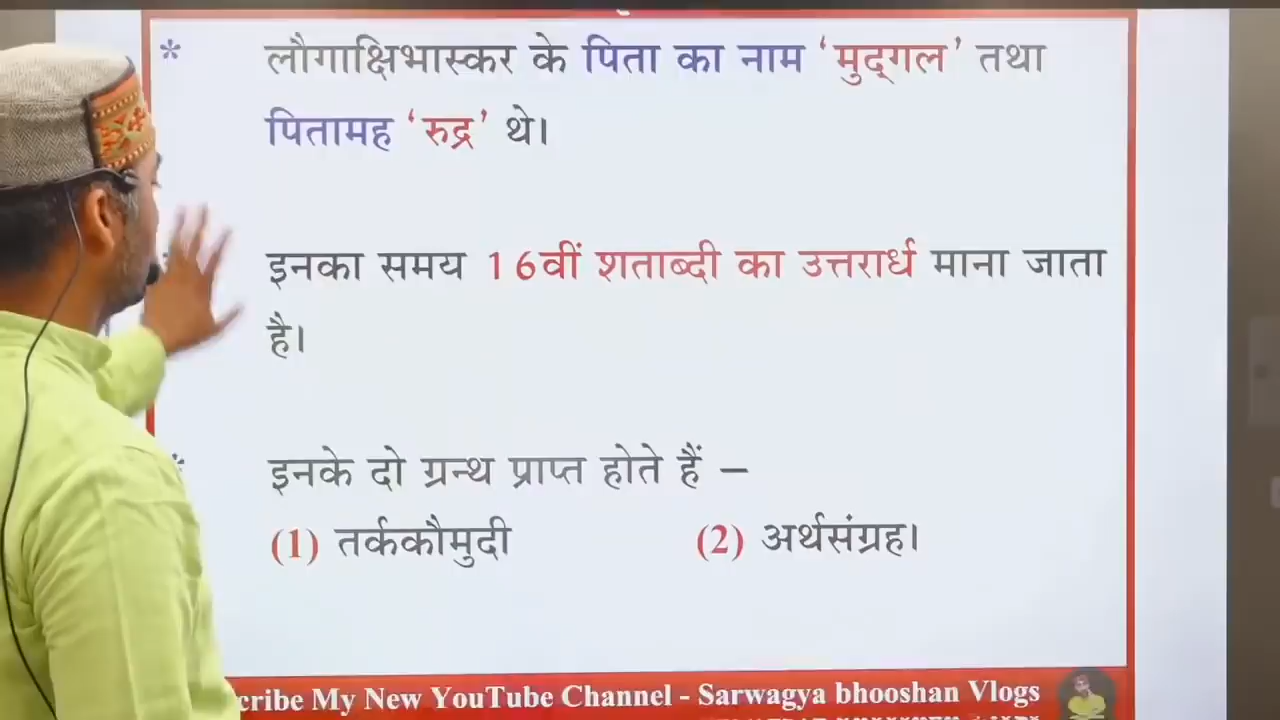 * लौगाक्षिभास्कर के पिता का नाम ‘मुद्गल’ तथा
पितामह ‘रुद्र’ थे।
इनका समय 16वीं शताब्दी का उत्तरार्ध माना जाता
है।
* इनके दो ग्रन्थ प्राप्त होते हैं –
(1) तर्ककौमुदी (2) अर्थसंग्रह।
My New YouTube Channel - Sarwagya bhooshan Vlogs